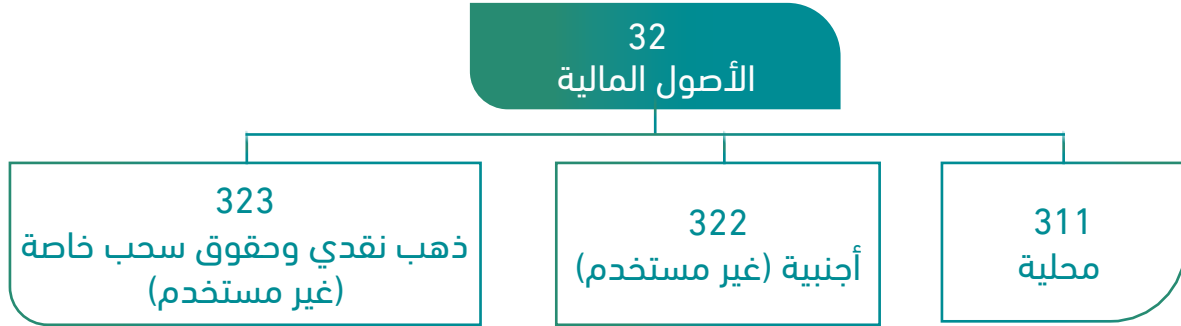 32
الأصول المالية
311
محلية
322
أجنبية (غير مستخدم)
323
ذهب نقدي وحقوق سحب خاصة
(غير مستخدم)